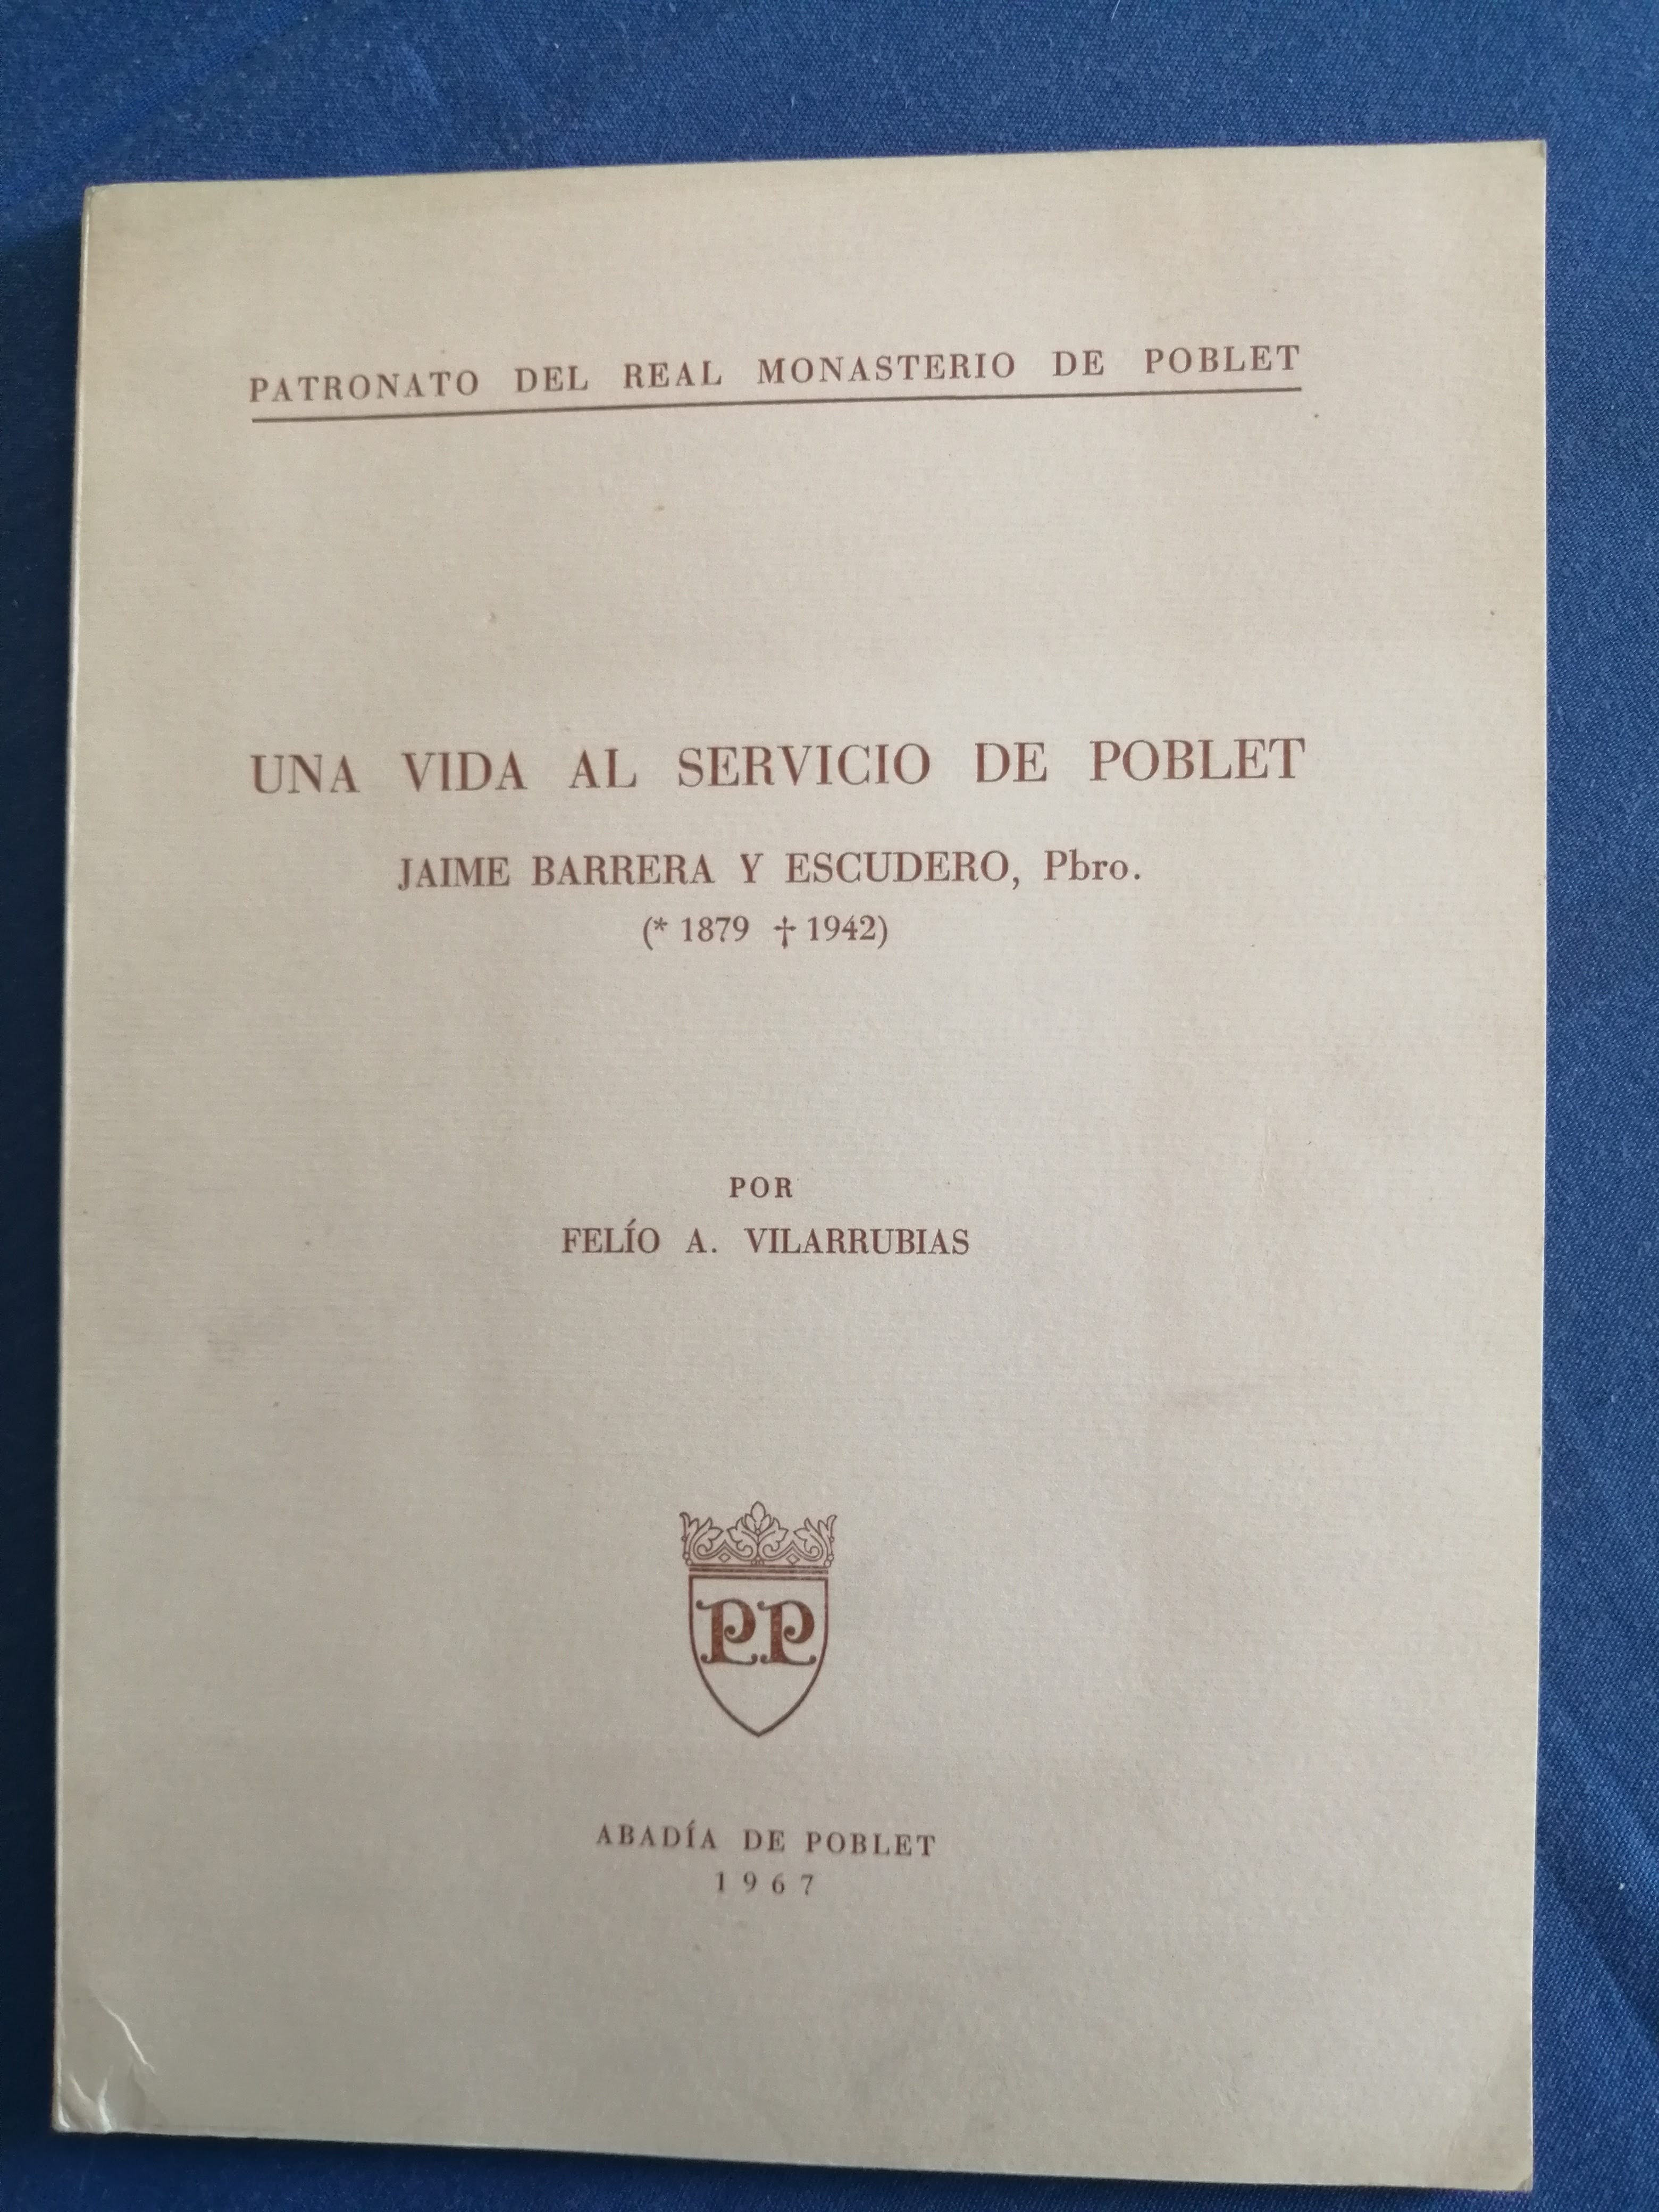 PATRONATO DEL REAL MONASTERIO DE POBLET
UNA VIDA AL SERVICIO DE POBLET
JAIME BARRERA Y ESCUDERO, Pbro.
(* 1879 † 1942)
POR
FELÍO A. VILARRUBIAS
PP
ABADÍA DE POBLET
1967